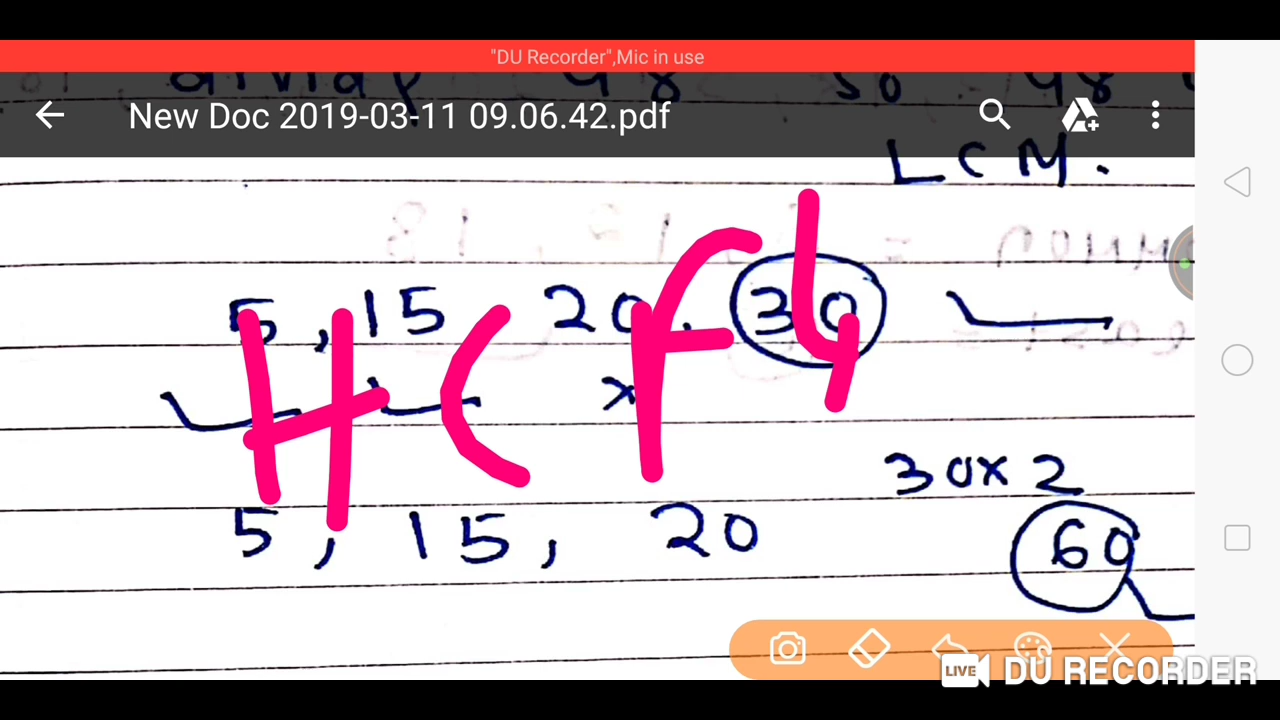 "DU Recorder",Mic in use
New Doc 2019-03-11 09.06.42.pdf
LCM.
5, 15 20, 30
HCF
x
30x2
5, 15, 20
60
LIVE DU RECORDER